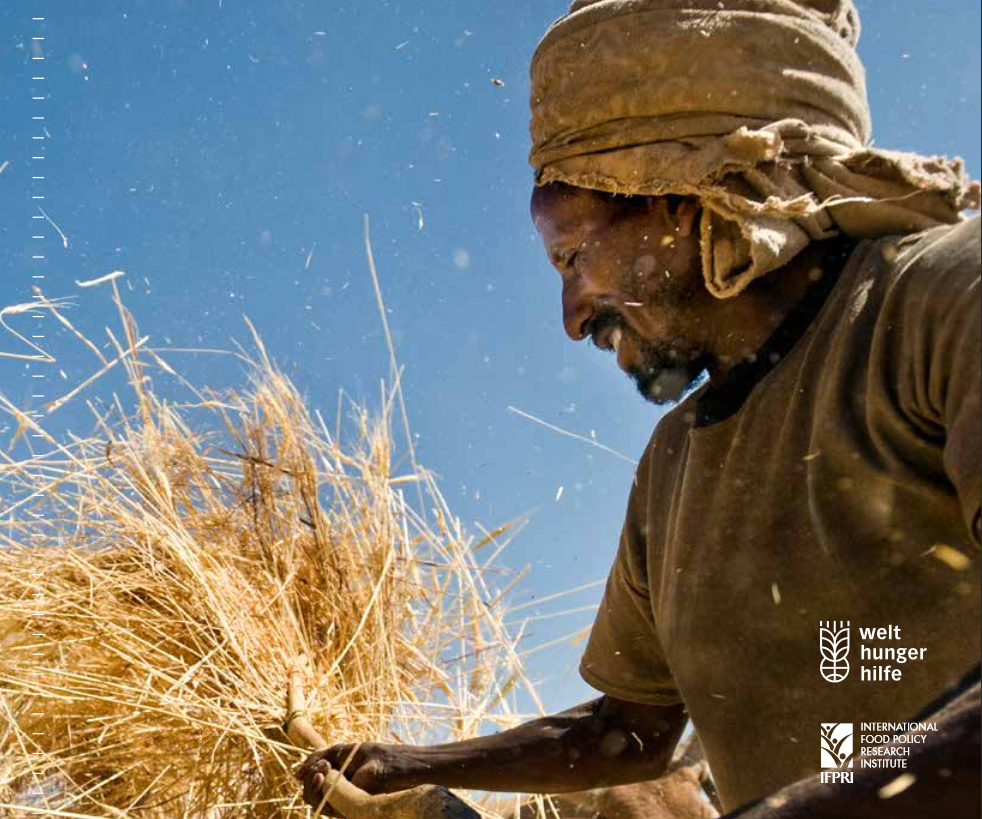 welt
hunger
hilfe
INTERNATIONAL
FOOD POLICY
RESEARCH
INSTITUTE
IFPRI